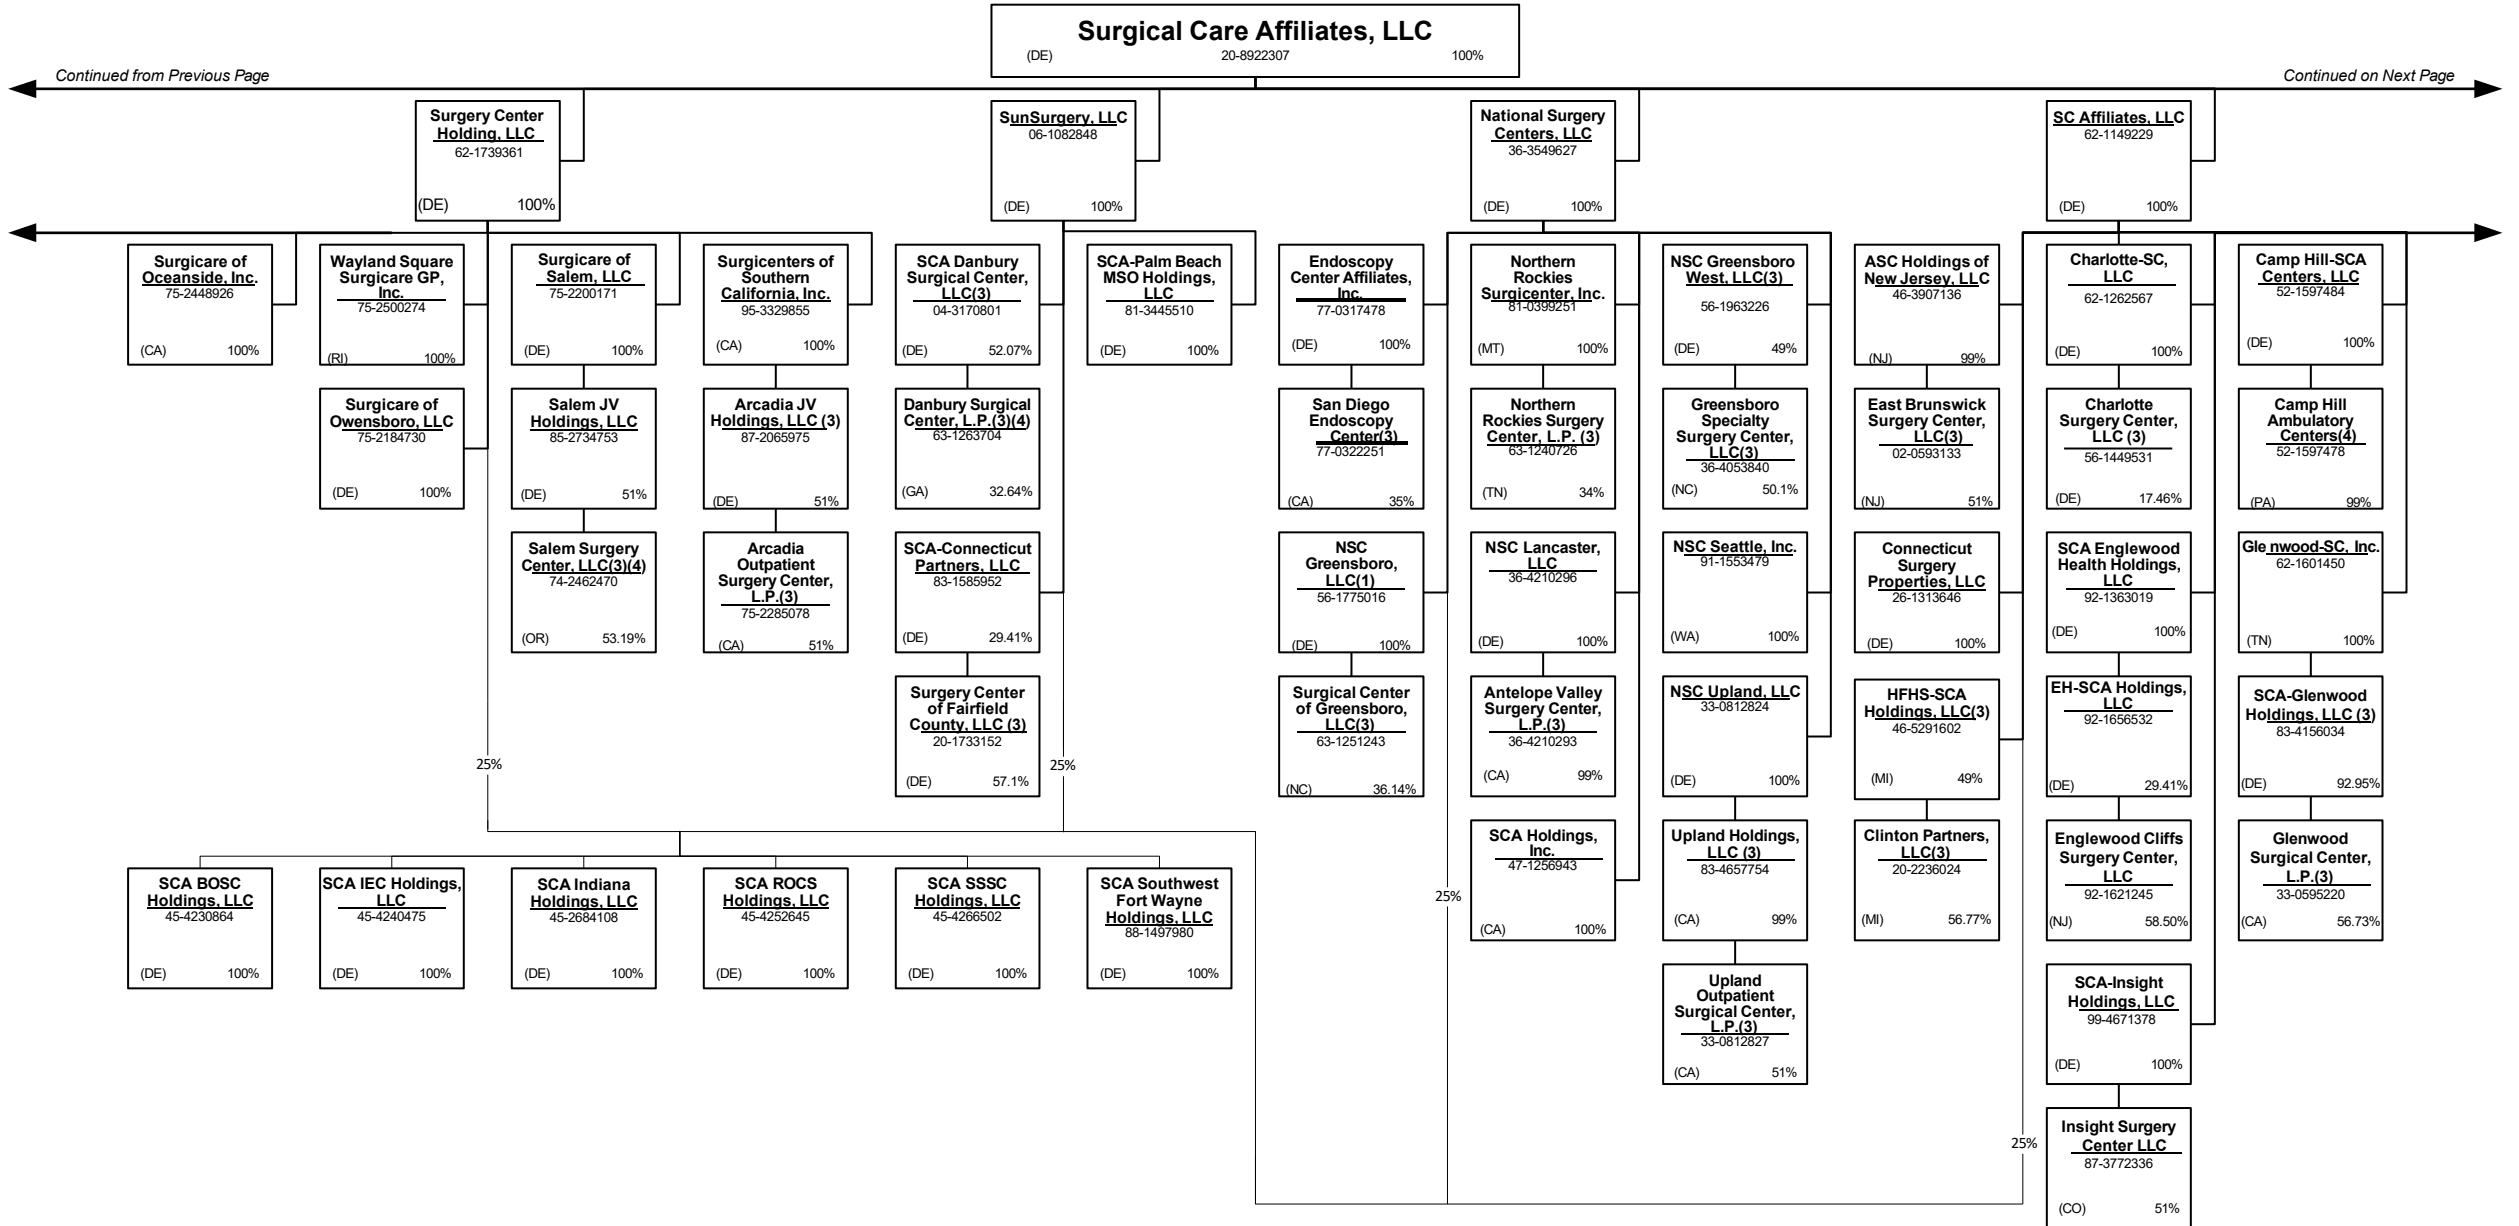 Surgical Care Affiliates, LLC
(DE) 20-8922307 100%
Continued from Previous Page
Continued on Next Page
Surgery Center
Holding, LLC
62-1739361
(DE) 100%
SunSurgery, LLC
06-1082848
(DE) 100%
National Surgery
Centers, LLC
36-3549627
(DE) 100%
SC Affiliates, LLC
62-1149229
(DE) 100%
Surgicare of
Oceanside, Inc.
75-2448926
(CA) 100%
Wayland Square
Surgicare GP,
Inc.
75-2500274
(RI) 100%
Surgicare of
Salem, LLC
75-2200171
(DE) 100%
Surgicenters of
Southern
California, Inc.
95-3329855
(CA) 100%
SCA Danbury
Surgical Center,
LLC(3)
04-3170801
(DE) 52.07%
SCA-Palm Beach
MSO Holdings,
LLC
81-3445510
(DE) 100%
Endoscopy
Center Affiliates,
Inc.
77-0317478
(DE) 100%
Northern
Rockies
Surgicenter, Inc.
81-0399251
(MT) 100%
NSC Greensboro
West, LLC(3)
56-1963226
(DE) 49%
ASC Holdings of
New Jersey, LLC
46-3907136
(NJ) 99%
Charlotte-SC,
LLC
62-1262567
(DE) 100%
Camp Hill-SCA
Centers, LLC
52-1597484
(DE) 100%
Surgicare of
Owensboro, LLC
75-2184730
(DE) 100%
Salem JV
Holdings, LLC
85-2734753
(DE) 51%
Arcadia JV
Holdings, LLC (3)
87-2065975
(DE) 51%
Danbury Surgical
Center, L.P.(3)(4)
63-1263704
(GA) 32.64%
San Diego
Endoscopy
Center(3)
77-0322251
(CA) 35%
Northern
Rockies Surgery
Center, L.P. (3)
63-1240726
(TN) 34%
Greensboro
Specialty
Surgery Center,
LLC(3)
36-4053840
(NC) 50.1%
East Brunswick
Surgery Center,
LLC(3)
02-0593133
(NJ) 51%
Charlotte
Surgery Center,
LLC (3)
56-1449531
(DE) 17.46%
Camp Hill
Ambulatory
Centers(4)
52-1597478
(PA) 99%
Salem Surgery
Center, LLC(3)(4)
74-2462470
(OR) 53.19%
Arcadia
Outpatient
Surgery Center,
L.P.(3)
75-2285078
(CA) 51%
SCA-Connecticut
Partners, LLC
83-1585952
(DE) 29.41%
NSC
Greensboro,
LLC(1)
56-1775016
(DE) 100%
NSC Lancaster,
LLC
36-4210296
(DE) 100%
NSC Seattle, Inc.
91-1553479
(WA) 100%
Connecticut
Surgery
Properties, LLC
26-1313646
(DE) 100%
SCA Englewood
Health Holdings,
LLC
92-1363019
(DE) 100%
Glenwood-SC, Inc.
62-1601450
(TN) 100%
Surgery Center
of Fairfield
County, LLC (3)
20-1733152
(DE) 57.1%
Surgical Center
of Greensboro,
LLC(3)
63-1251243
(NC) 36.14%
Antelope Valley
Surgery Center,
L.P.(3)
36-4210293
(CA) 99%
NSC Upland, LLC
33-0812824
(DE) 100%
HFHS-SCA
Holdings, LLC(3)
46-5291602
(MI) 49%
EH-SCA Holdings,
LLC
92-1656532
(DE) 29.41%
SCA-Glenwood
Holdings, LLC (3)
83-4156034
(DE) 92.95%
25%
25%
SCA Holdings,
Inc.
47-1256943
(CA) 100%
Upland Holdings,
LLC (3)
83-4657754
(CA) 99%
Clinton Partners,
LLC(3)
20-2236024
(MI) 56.77%
Englewood Cliffs
Surgery Center,
LLC
92-1621245
(NJ) 58.50%
Glenwood
Surgical Center,
L.P.(3)
33-0595220
(CA) 56.73%
SCA BOSC
Holdings, LLC
45-4230864
(DE) 100%
SCA IEC Holdings,
LLC
45-4240475
(DE) 100%
SCA Indiana
Holdings, LLC
45-2684108
(DE) 100%
SCA ROCS
Holdings, LLC
45-4252645
(DE) 100%
SCA SSSC
Holdings, LLC
45-4266502
(DE) 100%
SCA Southwest
Fort Wayne
Holdings, LLC
88-1497980
(DE) 100%
25%
Upland
Outpatient
Surgical Center,
L.P.(3)
33-0812827
(CA) 51%
SCA-Insight
Holdings, LLC
99-4671378
(DE) 100%
25%
Insight Surgery
Center LLC
87-3772336
(CO) 51%